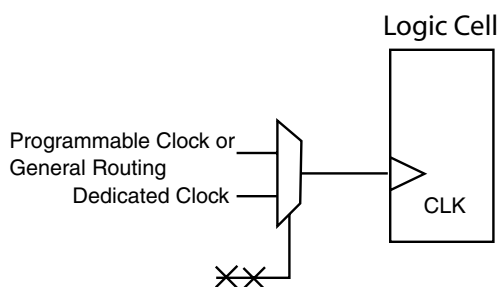 Logic Cell
Programmable Clock or
General Routing
Dedicated Clock
CLK